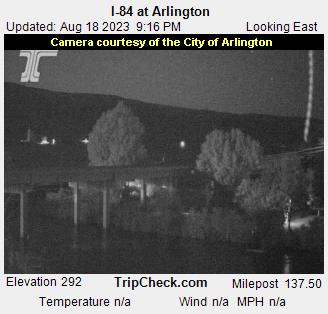 I-84 at Arlington
Updated: Aug 18 2023 9:16 PM Looking East
Camera courtesy of the City of Arlington
Elevation 292 TripCheck.com Milepost 137.50
Temperature n/a Wind n/a MPH n/a